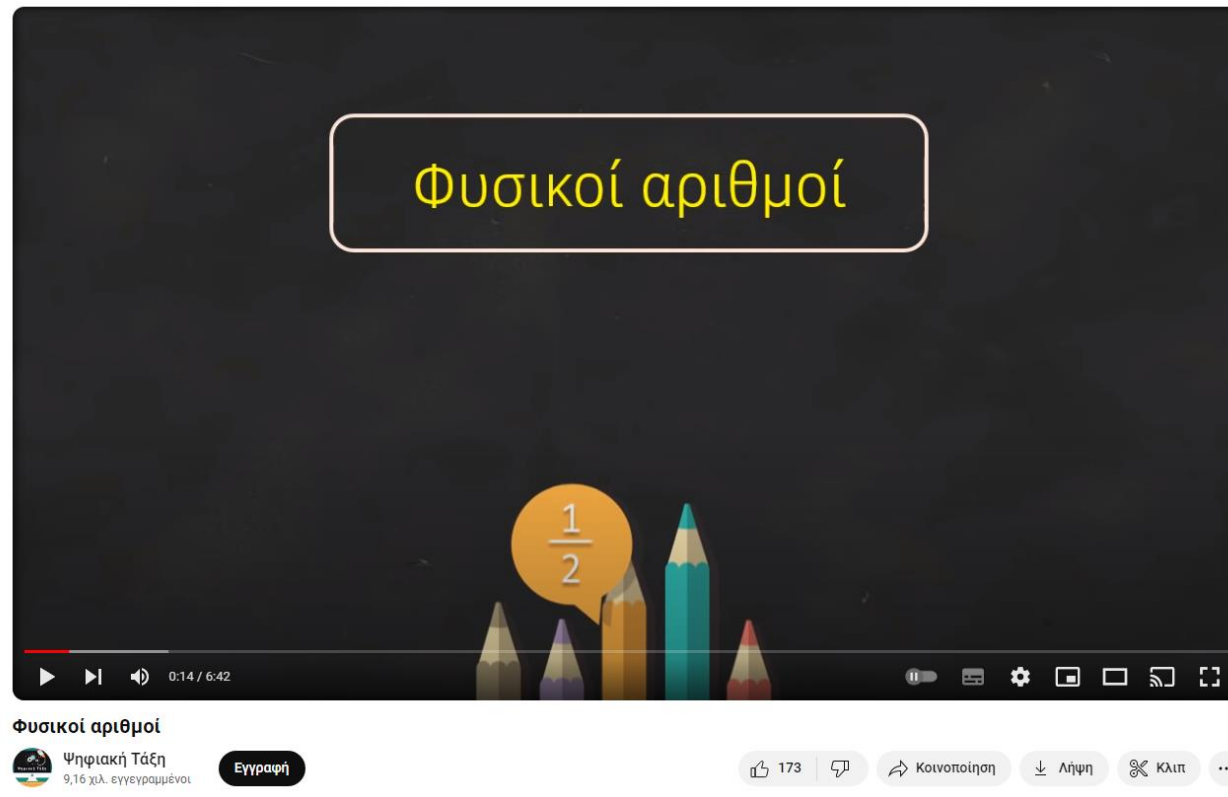 Φυσικοί αριθμοί
1
2
0:14 / 6:42
Φυσικοί αριθμοί
Ψηφιακή Τάξη
9,16 χιλ. εγγεγραμμένοι
Εγγραφή
173
Κοινοποίηση
Λήψη
Κλιπ